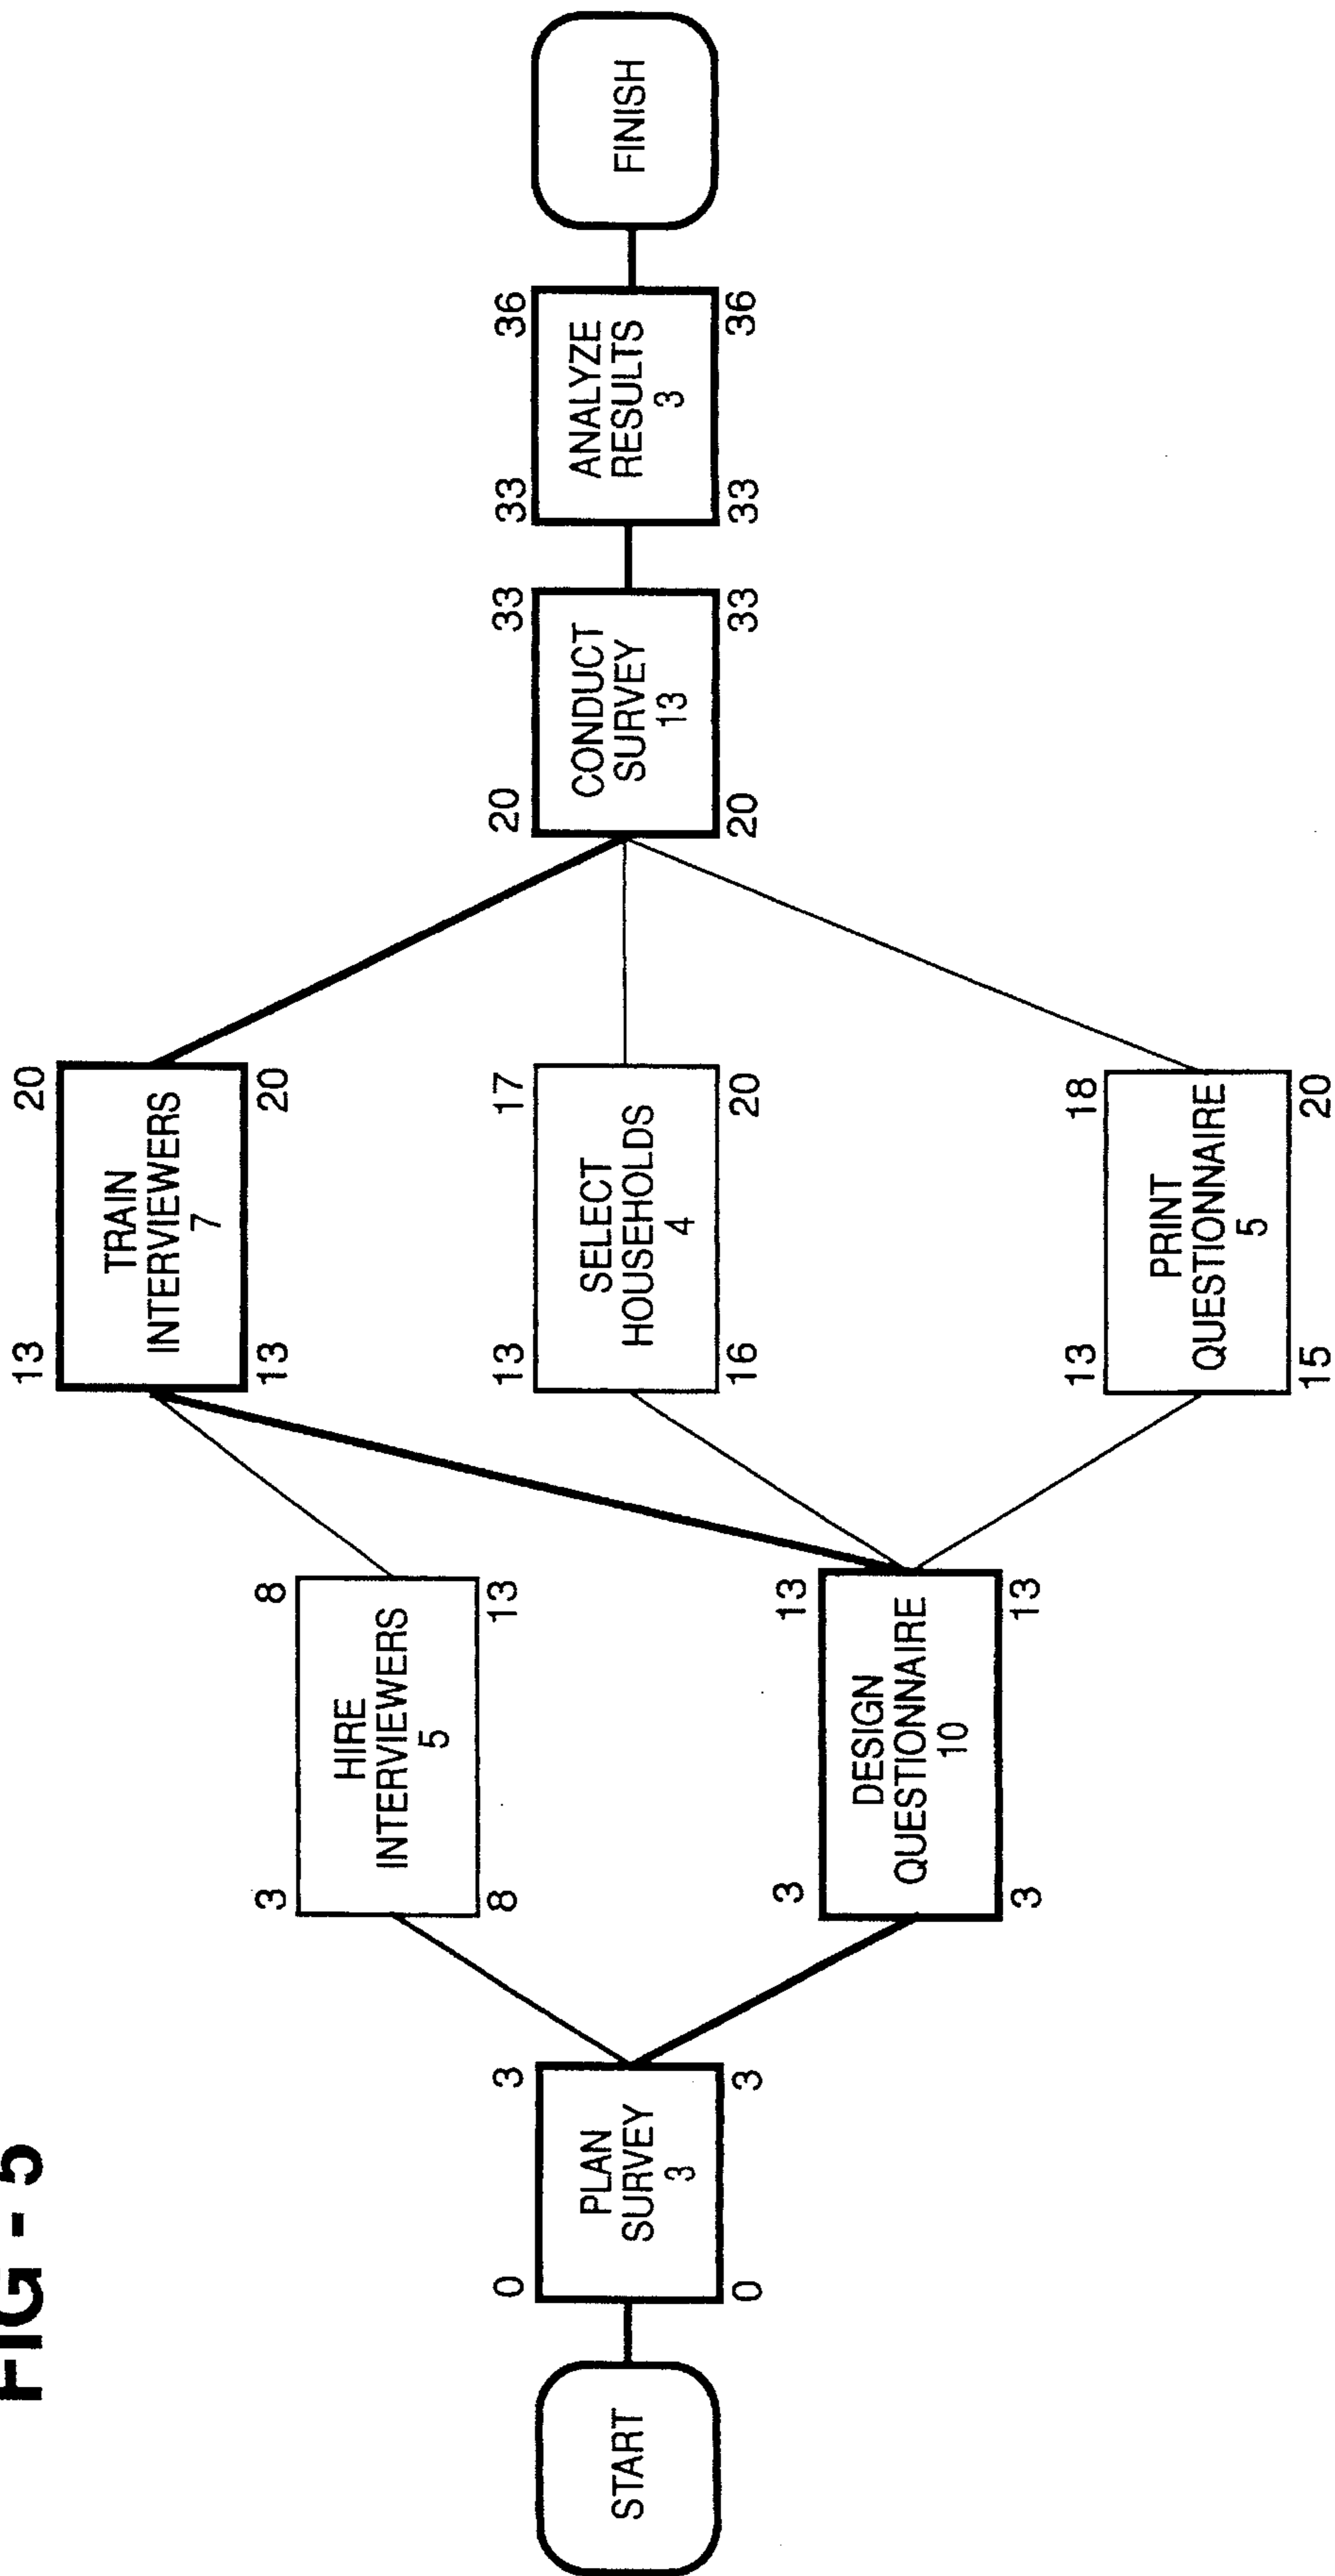 FIG - 5
START
0
3
PLAN
SURVEY
3
0
3
3
8
HIRE
INTERVIEWERS
5
8
13
3
13
DESIGN
QUESTIONNAIRE
10
3
13
13
20
TRAIN
INTERVIEWERS
7
13
20
13
17
SELECT
HOUSEHOLDS
4
16
20
13
18
PRINT
QUESTIONNAIRE
5
15
20
20
33
CONDUCT
SURVEY
13
20
33
33
36
ANALYZE
RESULTS
3
33
36
FINISH